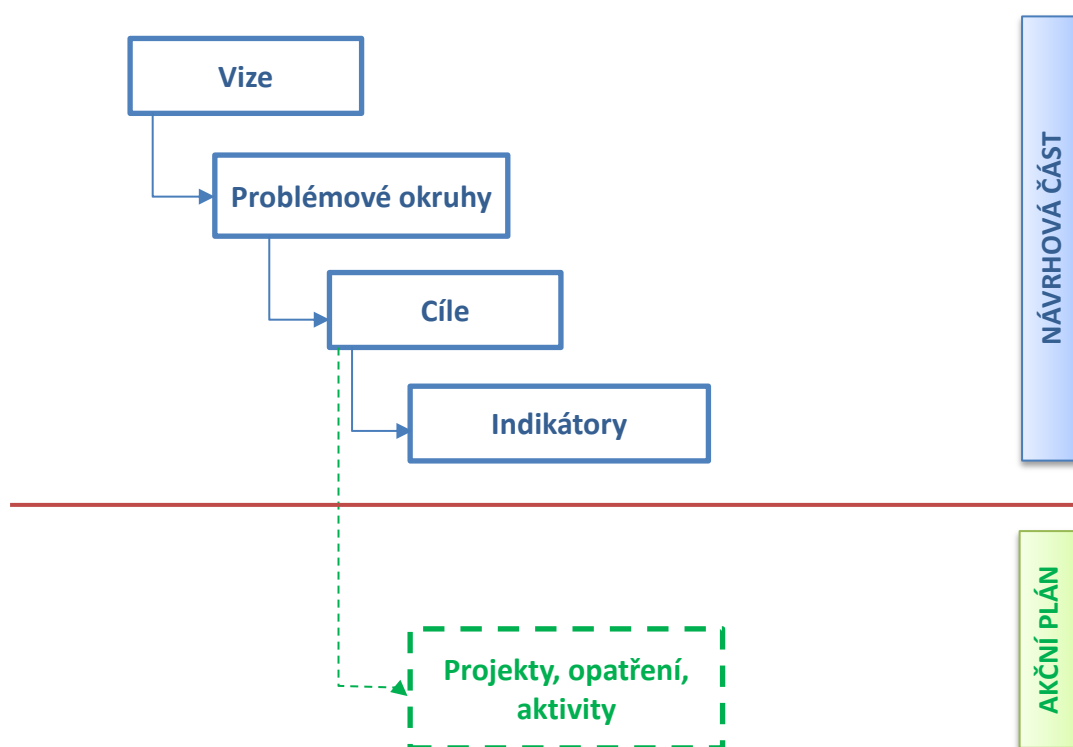 Vize
Problémové okruhy
Cíle
Indikátory
NÁVRHOVÁ ČÁST
Projekty, opatření,
aktivity
AKČNÍ PLÁN